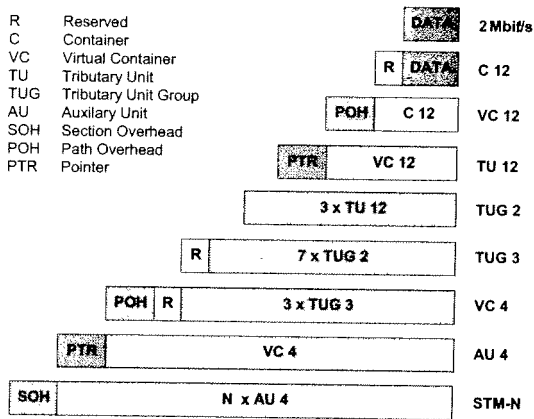 R Reserved
C Container
VC Virtual Container
TU Tributary Unit
TUG Tributary Unit Group
AU Auxilary Unit
SOH Section Overhead
POH Path Overhead
PTR Pointer
DATA 2 Mbif/s
R DATA C 12
POH C 12 VC 12
PTR VC 12 TU 12
3 x TU 12 TUG 2
R 7 x TUG 2 TUG 3
POH R 3 x TUG 3 VC 4
PTR VC 4 AU 4
SOH N x AU 4 STM-N